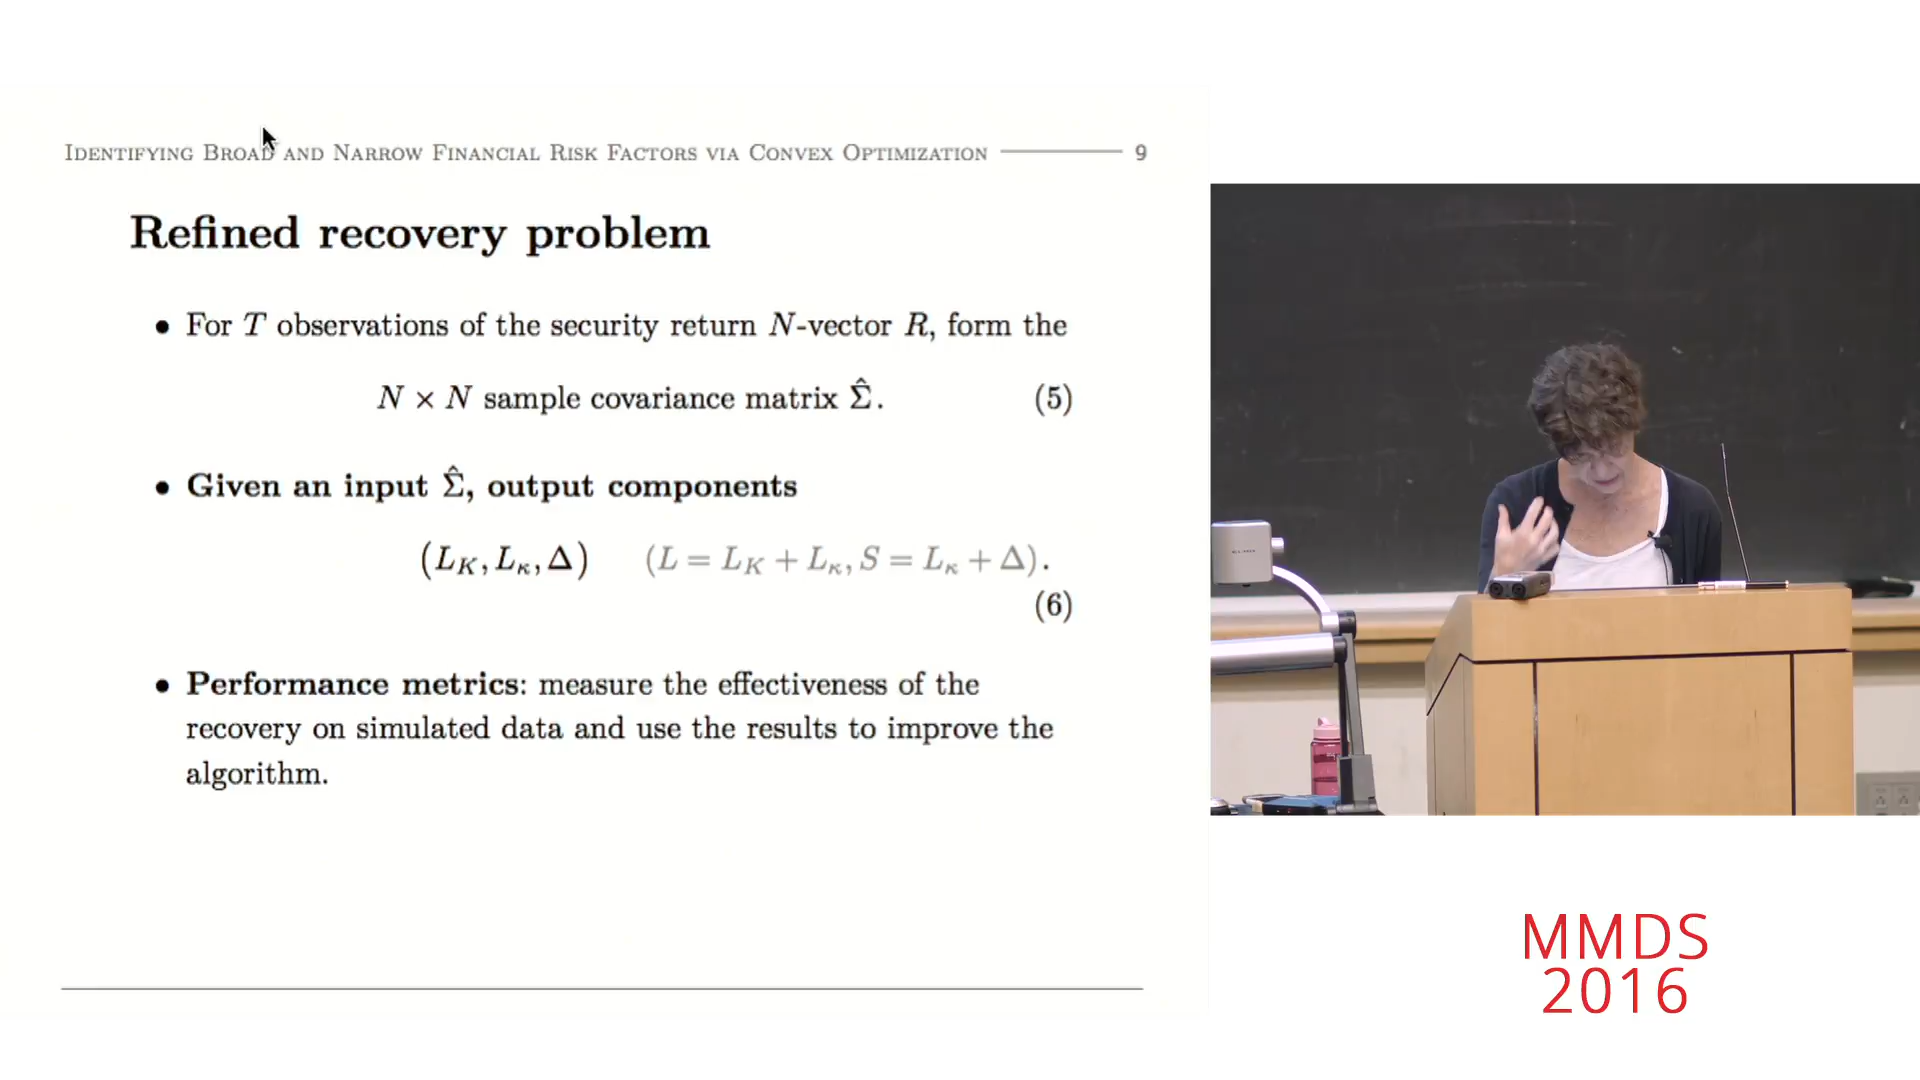 IDENTIFYING BROAD AND NARROW FINANCIAL RISK FACTORS VIA CONVEX OPTIMIZATION 9
Refined recovery problem
• For T observations of the security return N-vector R, form the
N × N sample covariance matrix Σ̂. (5)
• Given an input Σ̂, output components
(L_K, L_κ, Δ) (L = L_K + L_κ, S = L_κ + Δ).
(6)
• Performance metrics: measure the effectiveness of the
recovery on simulated data and use the results to improve the
algorithm.
MMDS
2016